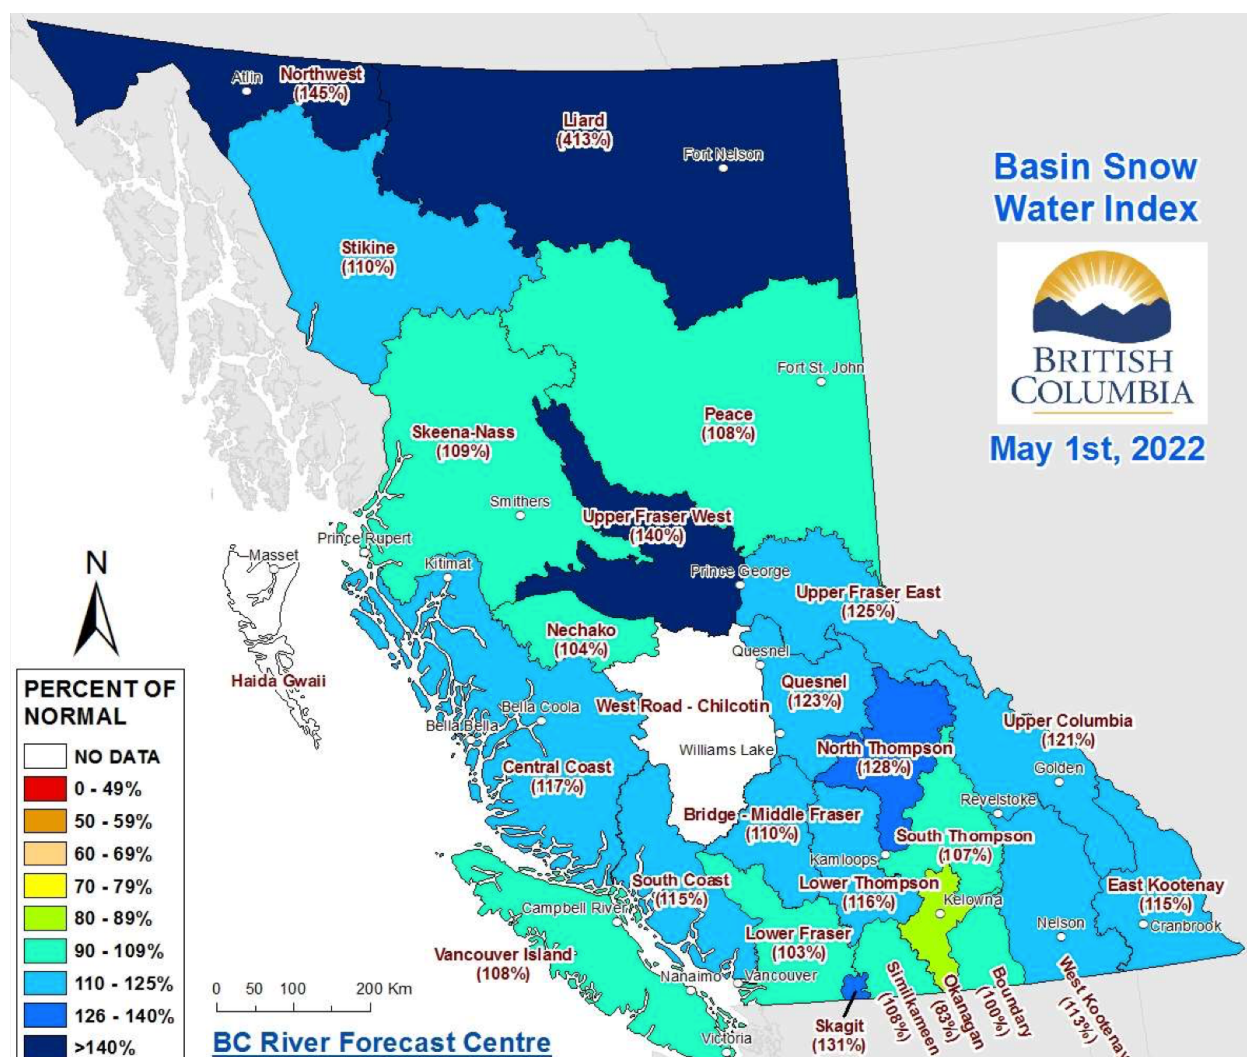 Atlin
Northwest
(145%)
Liard
(413%)
Fort Nelson
Basin Snow
Water Index
BRITISH
COLUMBIA
May 1st, 2022
Stikine
(110%)
Fort St. John
Peace
(108%)
Skeena-Nass
(109%)
Smithers
Upper Fraser West
(140%)
Prince Rupert
Masset
Kitimat
Prince George
Upper Fraser East
(125%)
Nechako
(104%)
Quesnel
Haida Gwaii
Quesnel
(123%)
West Road - Chilcotin
Bella Coola
Bella Bella
Williams Lake
Upper Columbia
(121%)
North Thompson
(128%)
Golden
Central Coast
(117%)
Revelstoke
Bridge - Middle Fraser
(110%)
South Thompson
(107%)
Kamloops
South Coast
(115%)
Lower Thompson
(116%)
East Kootenay
(115%)
Campbell River
Kelowna
Nelson
Cranbrook
Lower Fraser
(103%)
Vancouver Island
(108%)
Nanaimo
Vancouver
Similkameen
(108%)
Okanagan
(83%)
Boundary
(100%)
West Kootenay
(113%)
Skagit
(131%)
Victoria
N
PERCENT OF
NORMAL
NO DATA
0 - 49%
50 - 59%
60 - 69%
70 - 79%
80 - 89%
90 - 109%
110 - 125%
126 - 140%
>140%
0 50 100 200 Km
BC River Forecast Centre